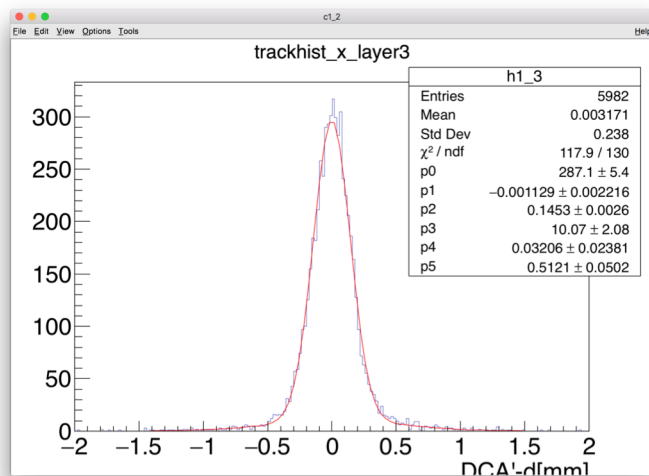 c1_2
File Edit View Options Tools Help
trackhist_x_layer3
h1_3
Entries 5982
Mean 0.003171
Std Dev 0.238
χ² / ndf 117.9 / 130
p0 287.1 ± 5.4
p1 −0.001129 ± 0.002216
p2 0.1453 ± 0.0026
p3 10.07 ± 2.08
p4 0.03206 ± 0.02381
p5 0.5121 ± 0.0502
300
250
200
150
100
50
0
−2 −1.5 −1 −0.5 0 0.5 1 1.5 2
DCA'-d[mm]